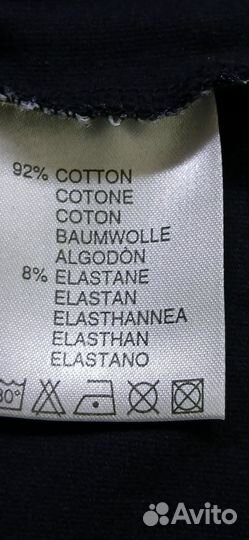 92% COTTON
COTONE
COTON
BAUMWOLLE
ALGODÓN
8% ELASTANE
ELASTAN
ELASTHANNEA
ELASTHAN
ELASTANO
Avito